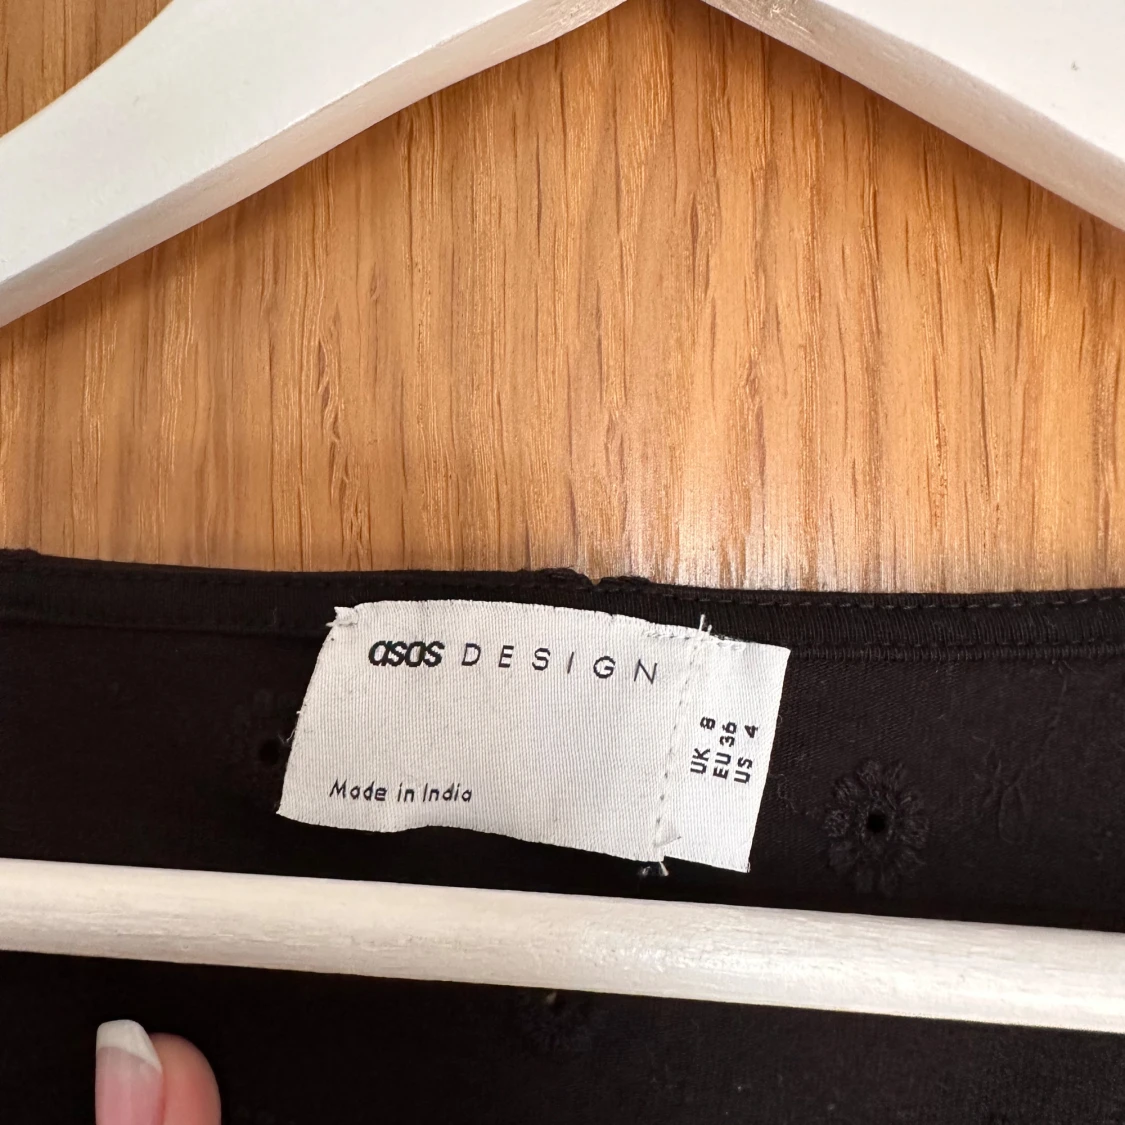 asos DESIGN
Made in India
UK 8
EU 36
US 4